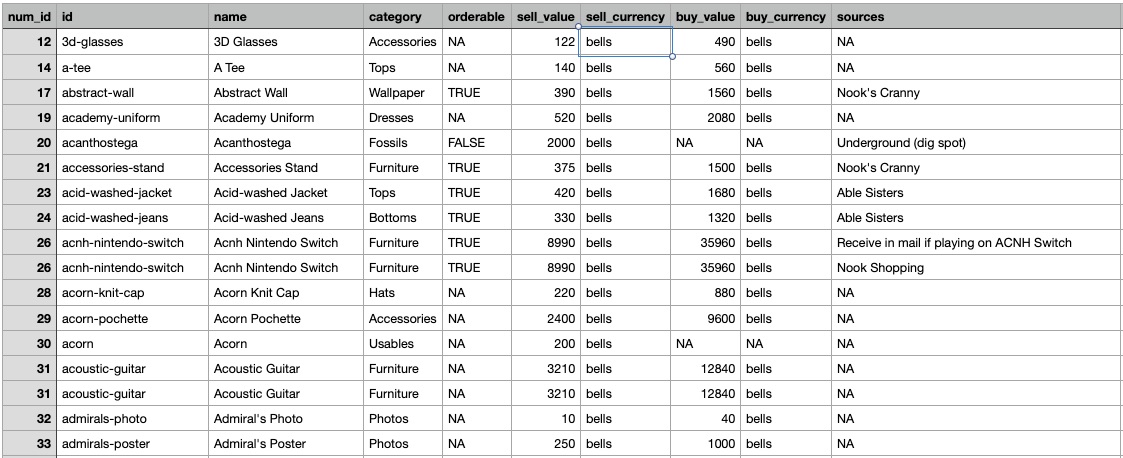 num_id id name category orderable sell_value sell_currency buy_value buy_currency sources
12 3d-glasses 3D Glasses Accessories NA 122 bells 490 bells NA
14 a-tee A Tee Tops NA 140 bells 560 bells NA
17 abstract-wall Abstract Wall Wallpaper TRUE 390 bells 1560 bells Nook's Cranny
19 academy-uniform Academy Uniform Dresses NA 520 bells 2080 bells NA
20 acanthostega Acanthostega Fossils FALSE 2000 bells NA NA Underground (dig spot)
21 accessories-stand Accessories Stand Furniture TRUE 375 bells 1500 bells Nook's Cranny
23 acid-washed-jacket Acid-washed Jacket Tops TRUE 420 bells 1680 bells Able Sisters
24 acid-washed-jeans Acid-washed Jeans Bottoms TRUE 330 bells 1320 bells Able Sisters
26 acnh-nintendo-switch Acnh Nintendo Switch Furniture TRUE 8990 bells 35960 bells Receive in mail if playing on ACNH Switch
26 acnh-nintendo-switch Acnh Nintendo Switch Furniture TRUE 8990 bells 35960 bells Nook Shopping
28 acorn-knit-cap Acorn Knit Cap Hats NA 220 bells 880 bells NA
29 acorn-pochette Acorn Pochette Accessories NA 2400 bells 9600 bells NA
30 acorn Acorn Usables NA 200 bells NA NA NA
31 acoustic-guitar Acoustic Guitar Furniture NA 3210 bells 12840 bells NA
31 acoustic-guitar Acoustic Guitar Furniture NA 3210 bells 12840 bells NA
32 admirals-photo Admiral's Photo Photos NA 10 bells 40 bells NA
33 admirals-poster Admiral's Poster Photos NA 250 bells 1000 bells NA